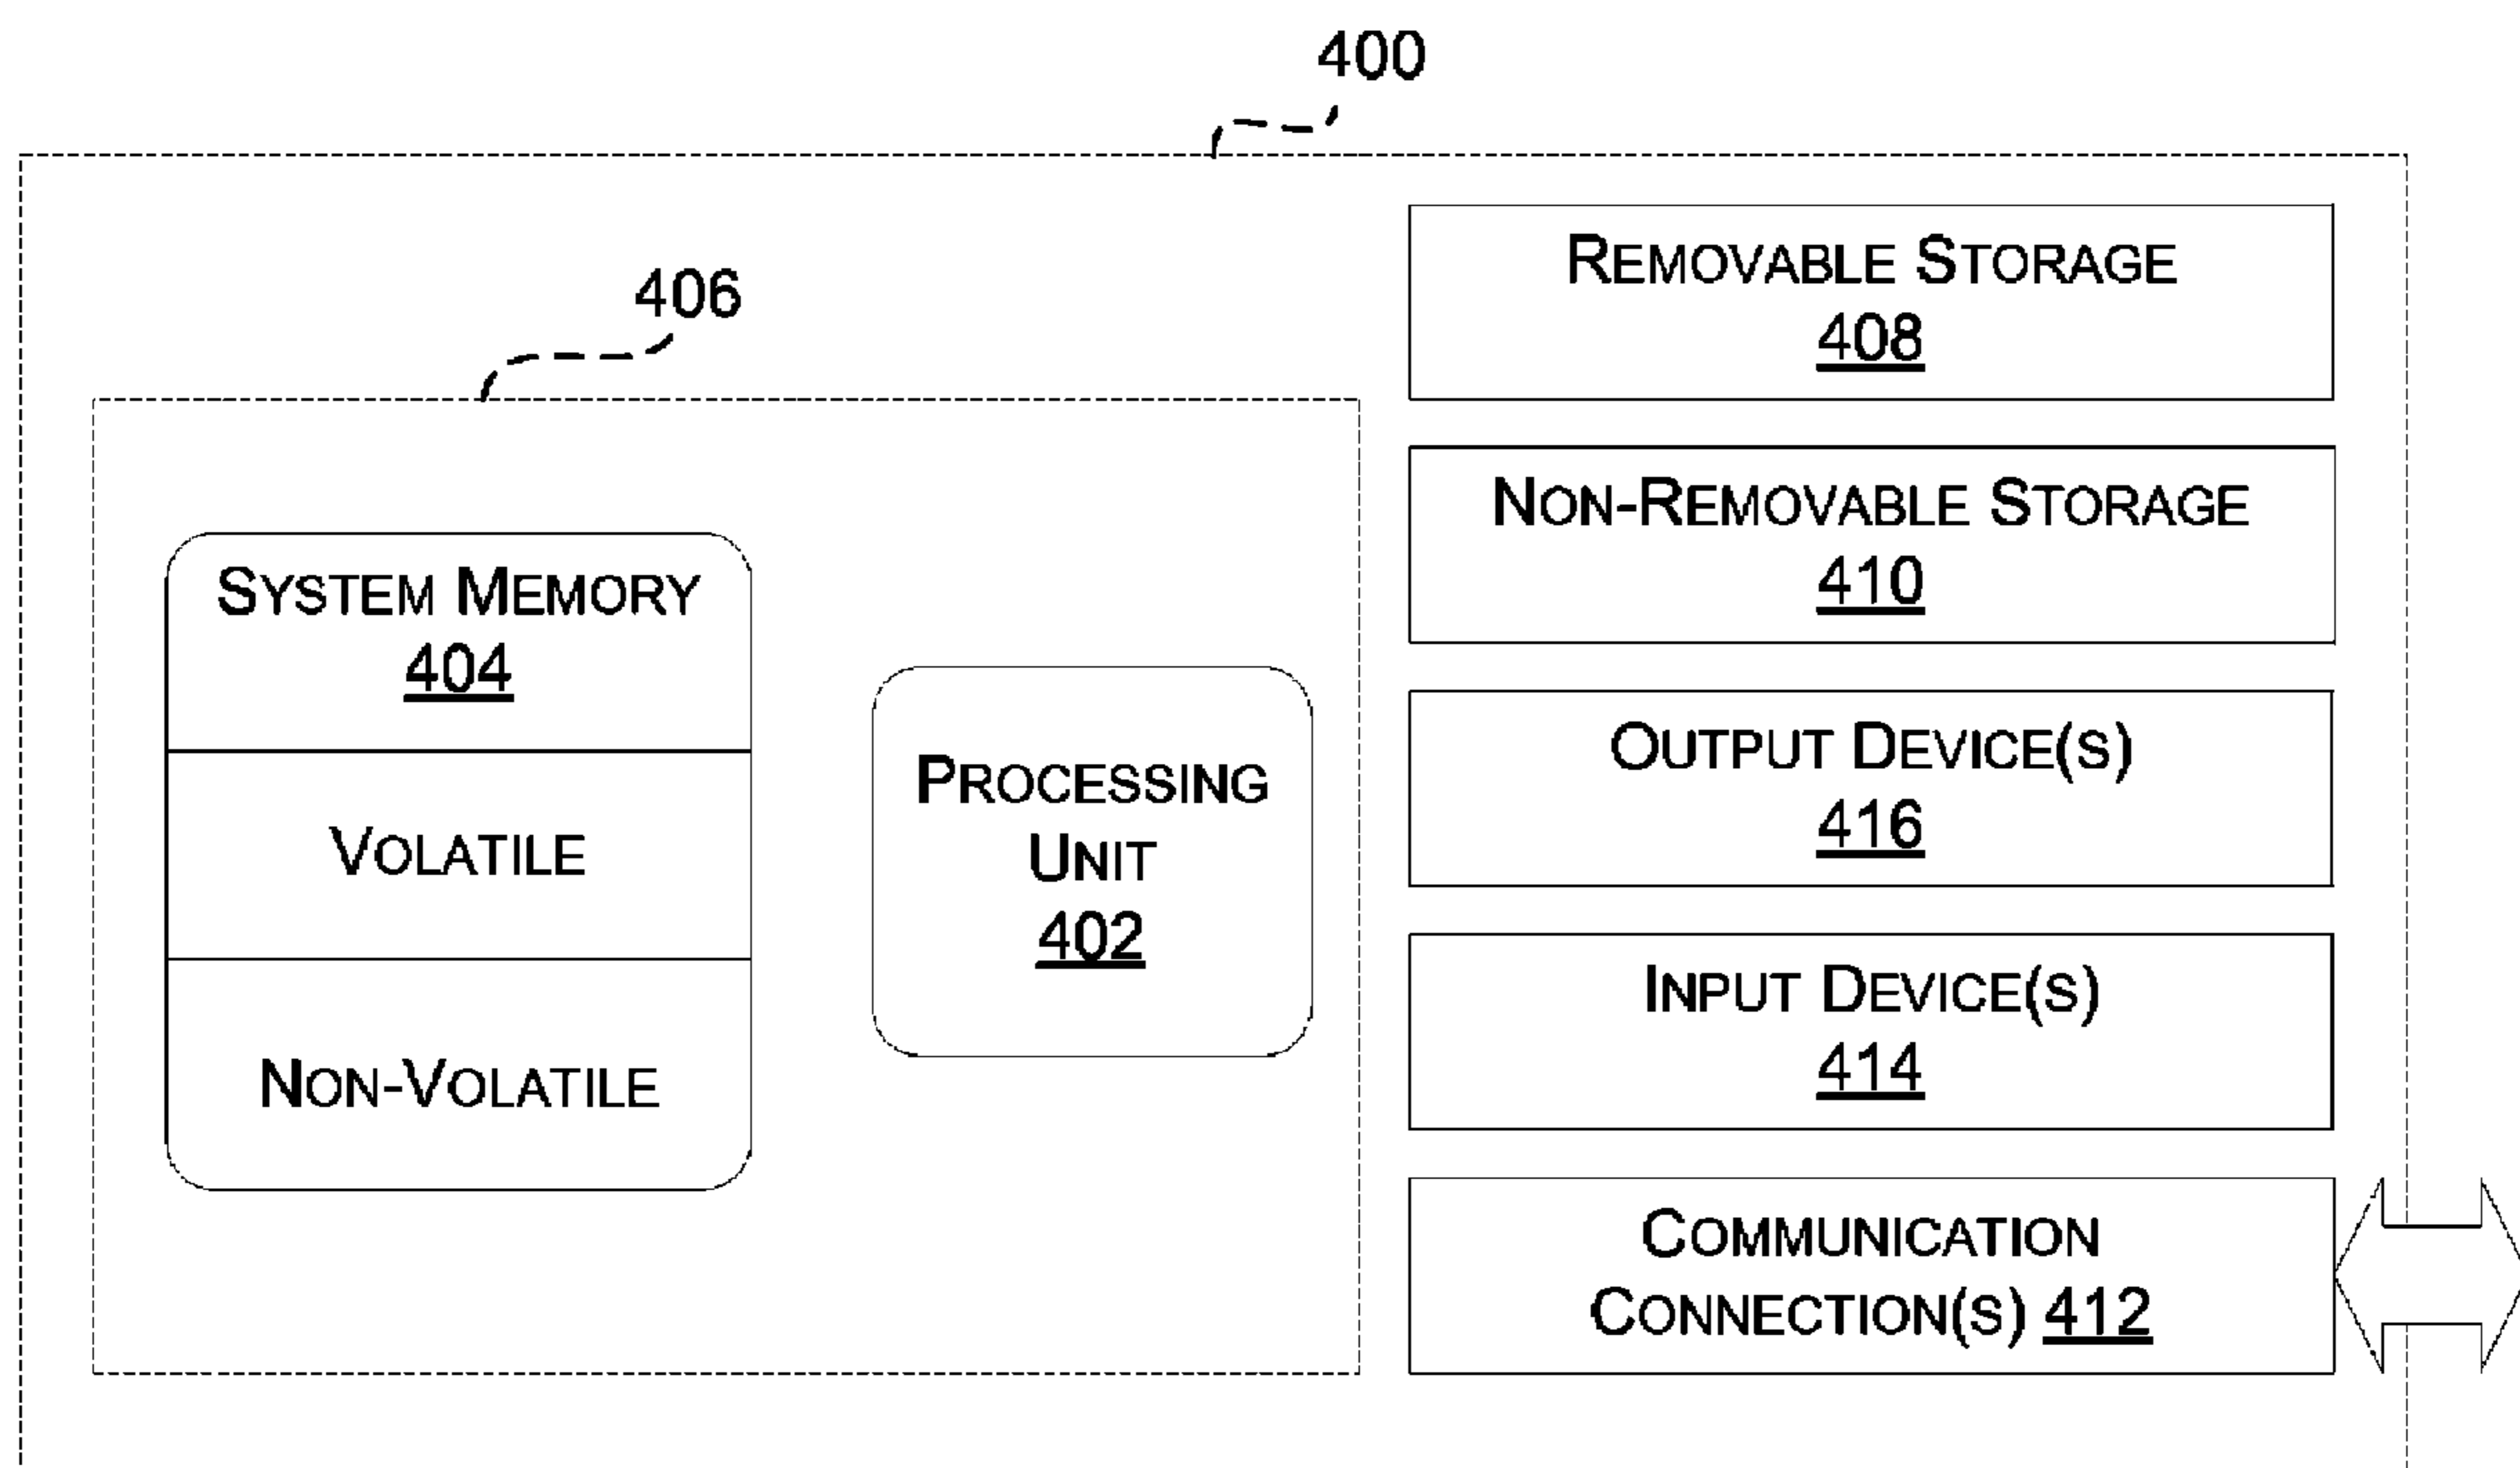 400
406
REMOVABLE STORAGE
408
NON-REMOVABLE STORAGE
410
SYSTEM MEMORY
404
VOLATILE
NON-VOLATILE
PROCESSING
UNIT
402
OUTPUT DEVICE(S)
416
INPUT DEVICE(S)
414
COMMUNICATION
CONNECTION(S) 412